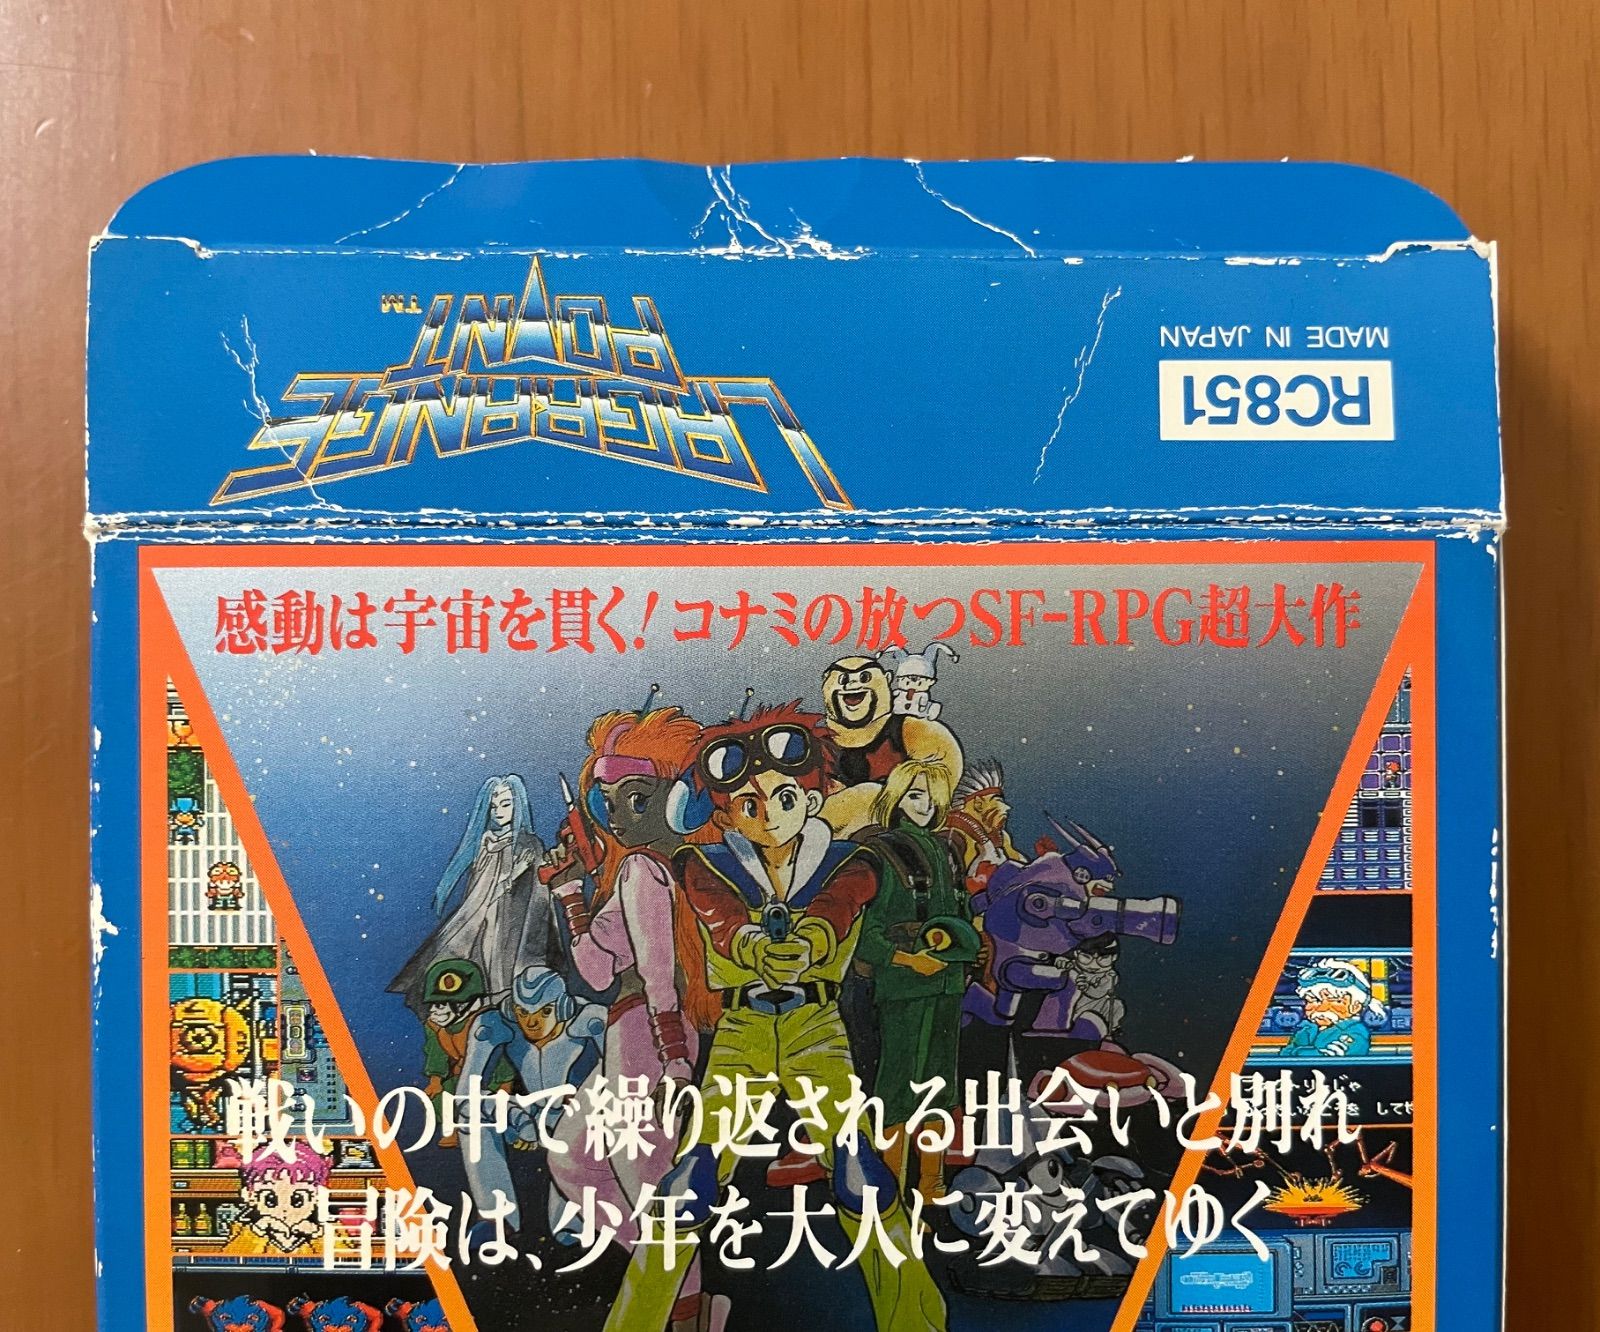 LAGRANGE
POINT™
RC851
MADE IN JAPAN
感動は宇宙を貫く!コナミの放つSF-RPG超大作
戦いの中で繰り返される出会いと別れ
冒険は、少年を大人に変えてゆく